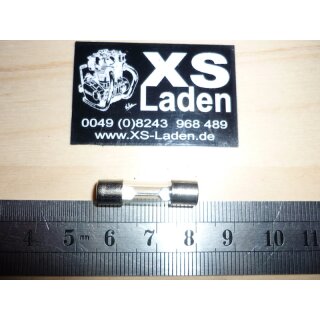 XS
Laden
0049 (0)8243 968 489
www.XS-Laden.de
4 5 mm 6 7 8 9 10 11